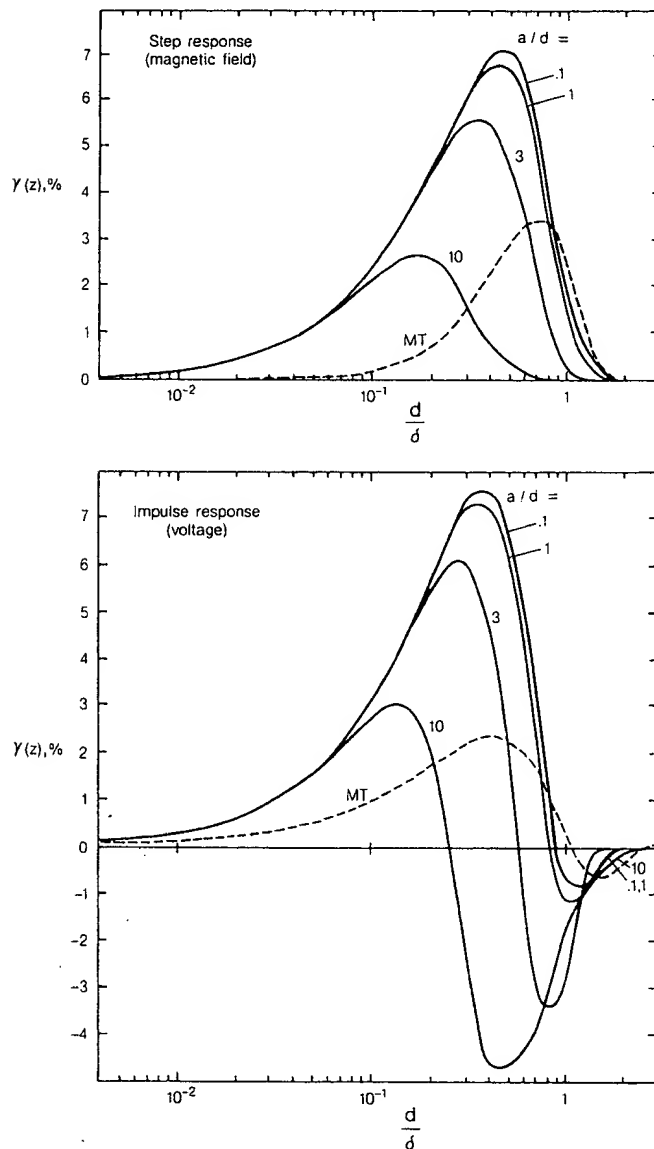 Step response
(magnetic field)
a / d =
.1
1
3
10
MT
γ(z),%
7
6
5
4
3
2
1
0
10⁻²
10⁻¹
1
d
δ
Impulse response
(voltage)
a / d =
.1
1
3
10
MT
γ(z),%
7
6
5
4
3
2
1
0
-1
-2
-3
-4
10
.1,1
10⁻²
10⁻¹
1
d
δ